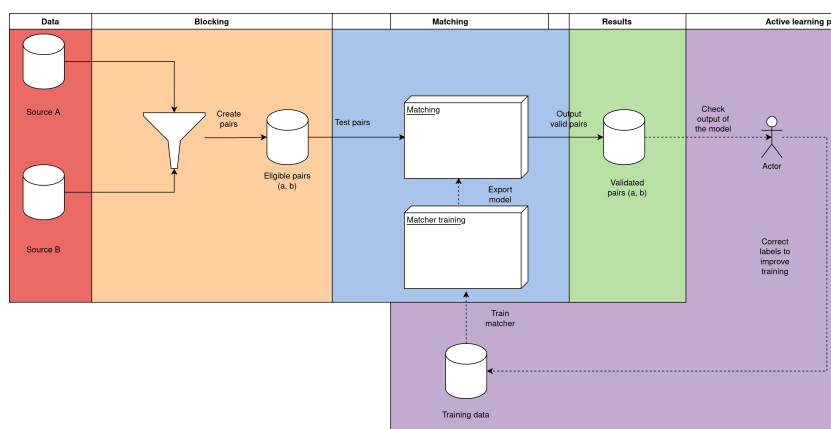 Data
Blocking
Matching
Results
Active learning p
Source A
Create
pairs
Test pairs
Matching
Output
valid pairs
Check
output of
the model
Actor
Eligible pairs
(a, b)
Validated
pairs (a, b)
Export
model
Matcher training
Source B
Correct
labels to
improve
training
Train
matcher
Training data